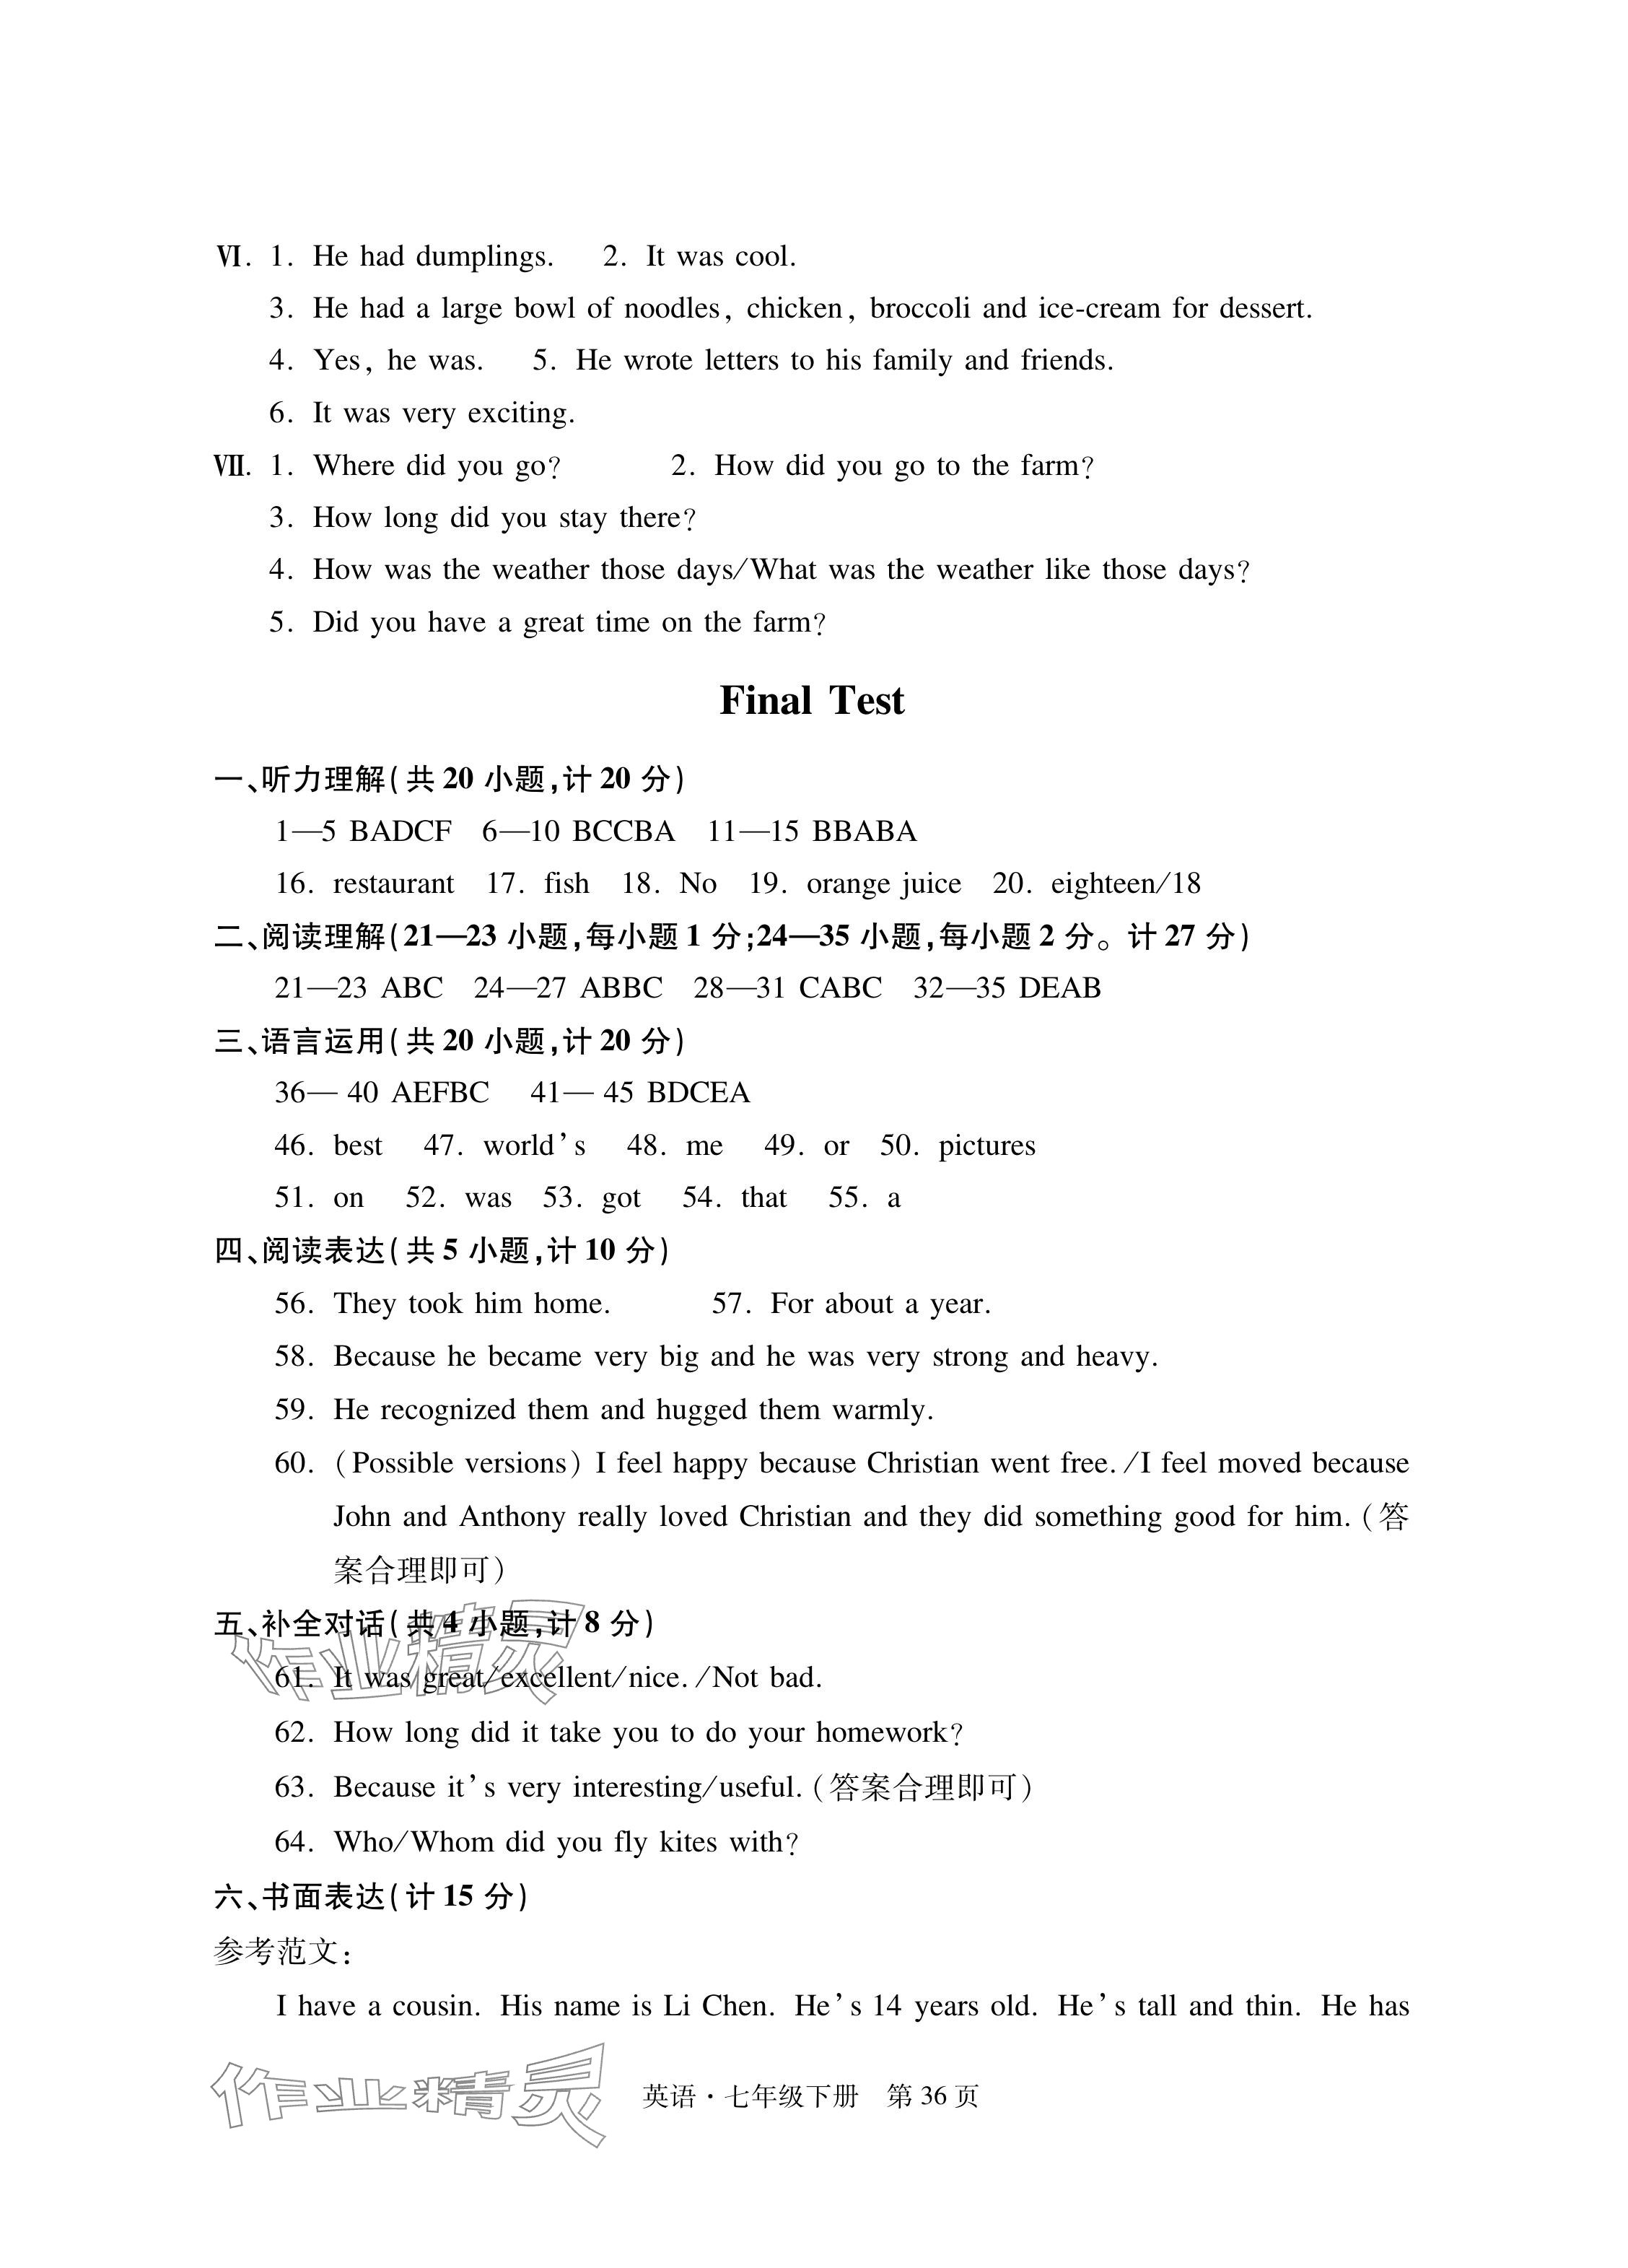 Ⅵ. 1. He had dumplings. 2. It was cool.
3. He had a large bowl of noodles, chicken, broccoli and ice-cream for dessert.
4. Yes, he was. 5. He wrote letters to his family and friends.
6. It was very exciting.
Ⅶ. 1. Where did you go? 2. How did you go to the farm?
3. How long did you stay there?
4. How was the weather those days/What was the weather like those days?
5. Did you have a great time on the farm?
Final Test
一、听力理解(共 20 小题,计 20 分)
1—5 BADCF 6—10 BCCBA 11—15 BBABA
16. restaurant 17. fish 18. No 19. orange juice 20. eighteen/18
二、阅读理解(21—23 小题,每小题 1 分;24—35 小题,每小题 2 分。计 27 分)
21—23 ABC 24—27 ABBC 28—31 CABC 32—35 DEAB
三、语言运用(共 20 小题,计 20 分)
36— 40 AEFBC 41— 45 BDCEA
46. best 47. world's 48. me 49. or 50. pictures
51. on 52. was 53. got 54. that 55. a
四、阅读表达(共 5 小题,计 10 分)
56. They took him home. 57. For about a year.
58. Because he became very big and he was very strong and heavy.
59. He recognized them and hugged them warmly.
60. (Possible versions) I feel happy because Christian went free. /I feel moved because
John and Anthony really loved Christian and they did something good for him. (答
案合理即可)
五、补全对话(共 4 小题,计 8 分)
作业精灵
61. It was great/excellent/nice. /Not bad.
62. How long did it take you to do your homework?
63. Because it's very interesting/useful. (答案合理即可)
64. Who/Whom did you fly kites with?
六、书面表达(计 15 分)
参考范文:
I have a cousin. His name is Li Chen. He's 14 years old. He's tall and thin. He has
作业精灵
英语·七年级下册 第 36 页